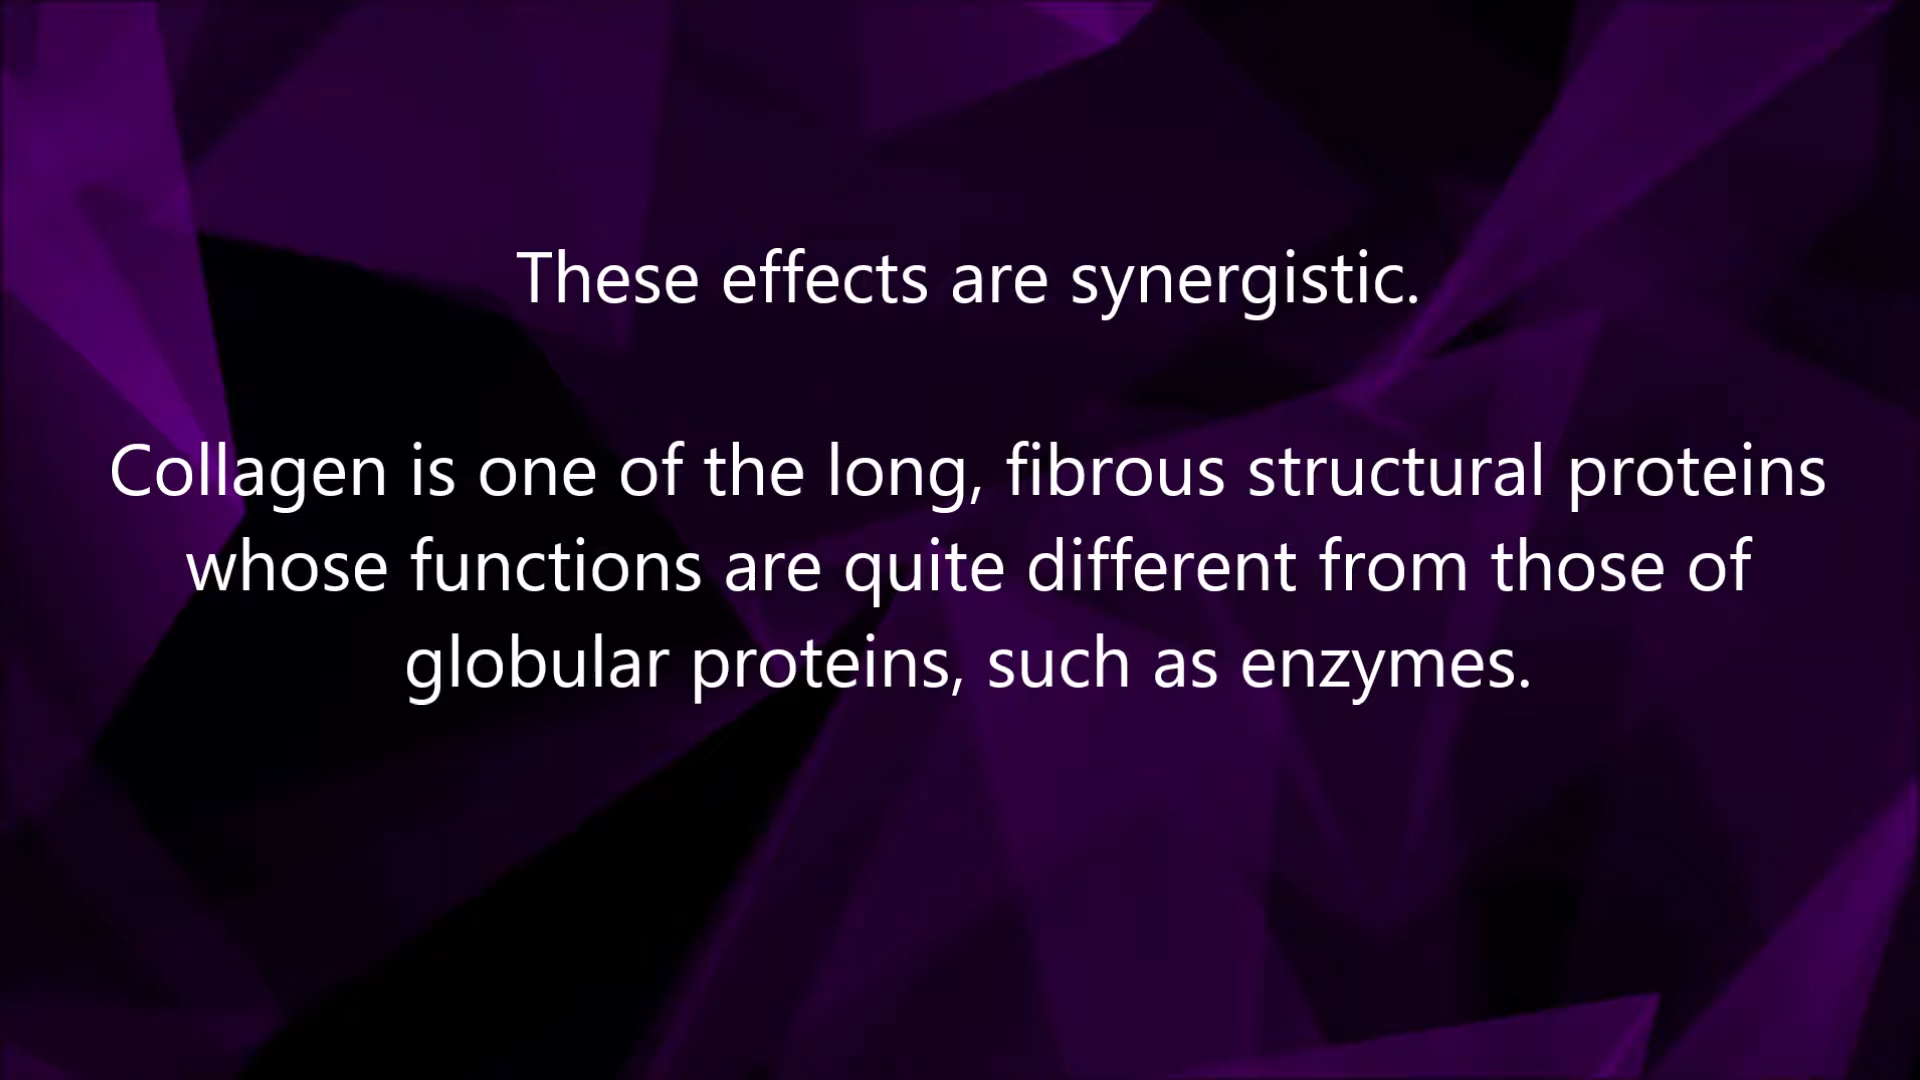 These effects are synergistic.
Collagen is one of the long, fibrous structural proteins
whose functions are quite different from those of
globular proteins, such as enzymes.